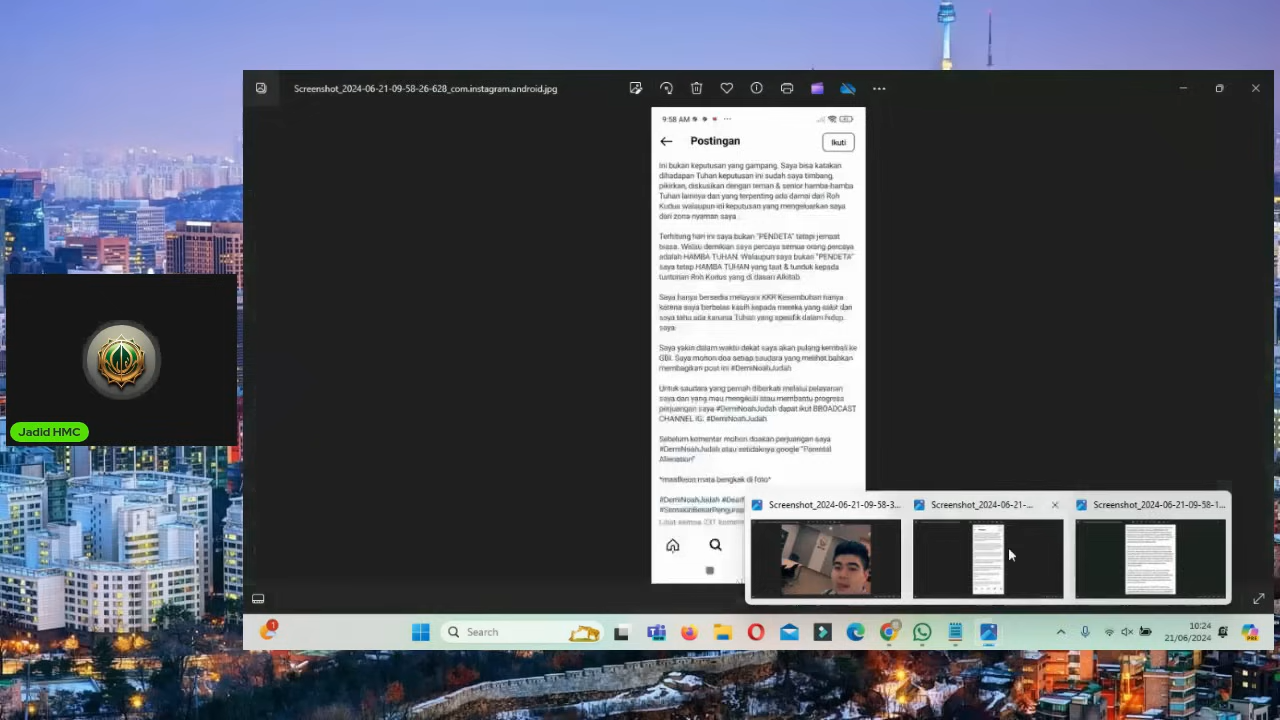 Screenshot_2024-06-21-09-58-26-628_com.instagram.android.jpg
9:58 AM
Postingan
Ikuti
Ini bukan keputusan yang gampang. Saya bisa katakan
dihadapan Tuhan keputusan ini sudah saya timbang,
pikirkan, diskusikan dengan teman & senior hamba-hamba
Tuhan lainnya dan yang terpenting ada damai dari Roh
Kudus walaupun ini keputusan yang mengeluarkan saya
dari zona nyaman saya.
Terhitung hari ini saya bukan "PENDETA" tetapi jemaat
biasa. Walau demikian saya percaya semua orang percaya
adalah HAMBA TUHAN. Walaupun saya bukan "PENDETA"
saya tetap HAMBA TUHAN yang taat & tunduk kepada
tuntunan Roh Kudus yang di dasari Alkitab.
Saya hanya bersedia melayani KKR Kesembuhan hanya
karena saya berbelas kasih kepada mereka yang sakit dan
saya tahu ada karunia Tuhan yang spesifik dalam hidup
saya.
Saya yakin dalam waktu dekat saya akan pulang kembali ke
GBI. Saya mohon doa setiap saudara yang melihat bahkan
membagikan post ini #DemiNoahJudah
Untuk saudara yang pernah diberkati melalui pelayanan
saya dan yang mau mengikuti atau membantu progress
perjuangan saya #DemiNoahJudah dapat ikut BROADCAST
CHANNEL IG: #DemiNoahJudah
Sebelum komentar mohon doakan perjuangan saya
#DemiNoahJudah atau setidaknya google "Parental
Alienation"
*maafkean mata bengkak di foto*
#DemiNoahJudah
Lihat semua 231
Screenshot_2024-06-21-09-58-3...
Screenshot_2024-06-21-...
Screenshot_2024-06-21-09-58-1...
Jadid HMC
Search
10:24
21/06/2024